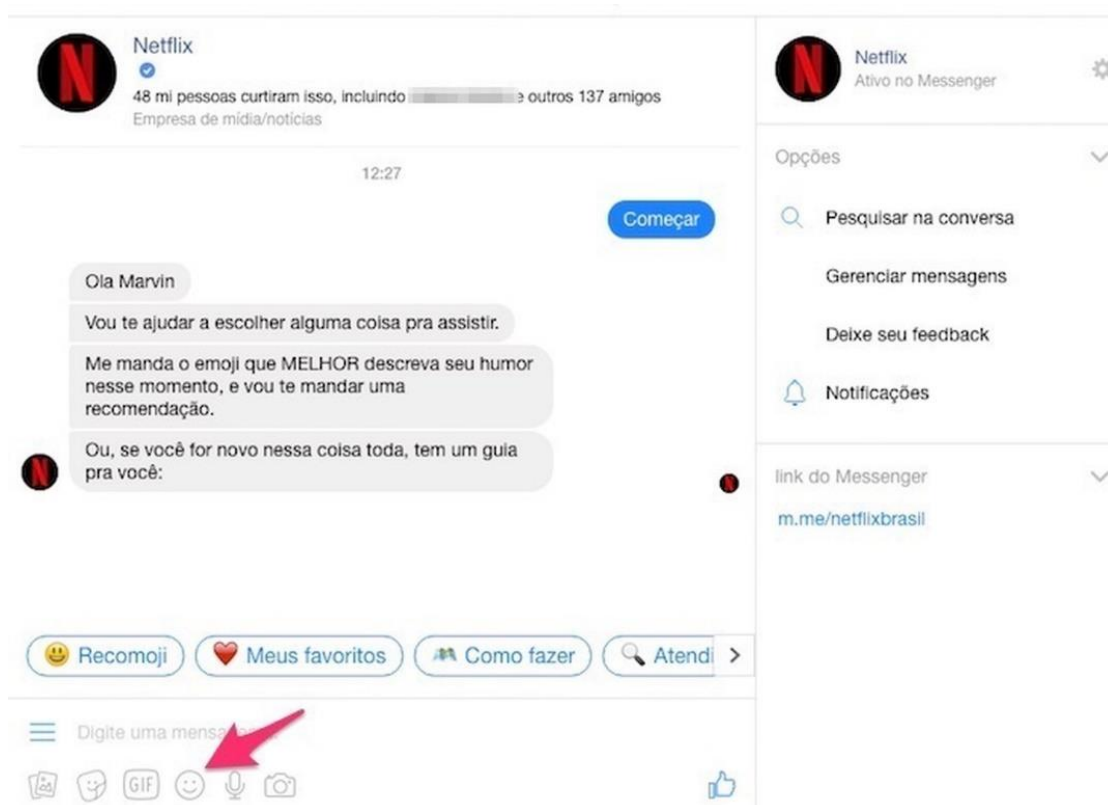 Netflix
48 mi pessoas curtiram isso, incluindo e outros 137 amigos
Empresa de mídia/notícias
12:27
Começar
Ola Marvin
Vou te ajudar a escolher alguma coisa pra assistir.
Me manda o emoji que MELHOR descreva seu humor
nesse momento, e vou te mandar uma
recomendação.
Ou, se você for novo nessa coisa toda, tem um guia
pra você:
Recomoji
Meus favoritos
Como fazer
Atendi
Digite uma mensa
GIF
Netflix
Ativo no Messenger
Opções
Pesquisar na conversa
Gerenciar mensagens
Deixe seu feedback
Notificações
link do Messenger
m.me/netflixbrasil